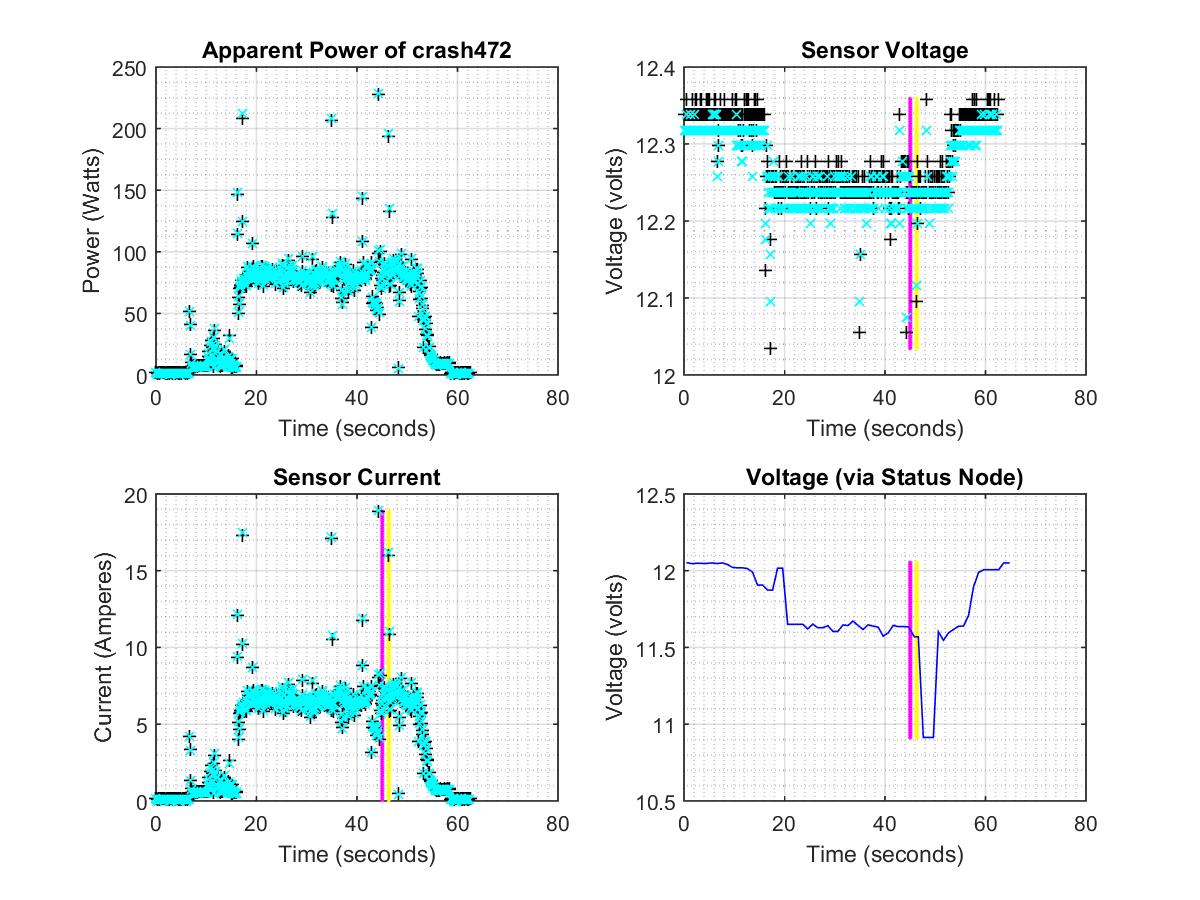 Apparent Power of crash472
250
200
150
100
50
0
Power (Watts)
0 20 40 60 80
Time (seconds)
Sensor Voltage
12.4
12.3
12.2
12.1
12
Voltage (volts)
0 20 40 60 80
Time (seconds)
Sensor Current
20
15
10
5
0
Current (Amperes)
0 20 40 60 80
Time (seconds)
Voltage (via Status Node)
12.5
12
11.5
11
10.5
Voltage (volts)
0 20 40 60 80
Time (seconds)